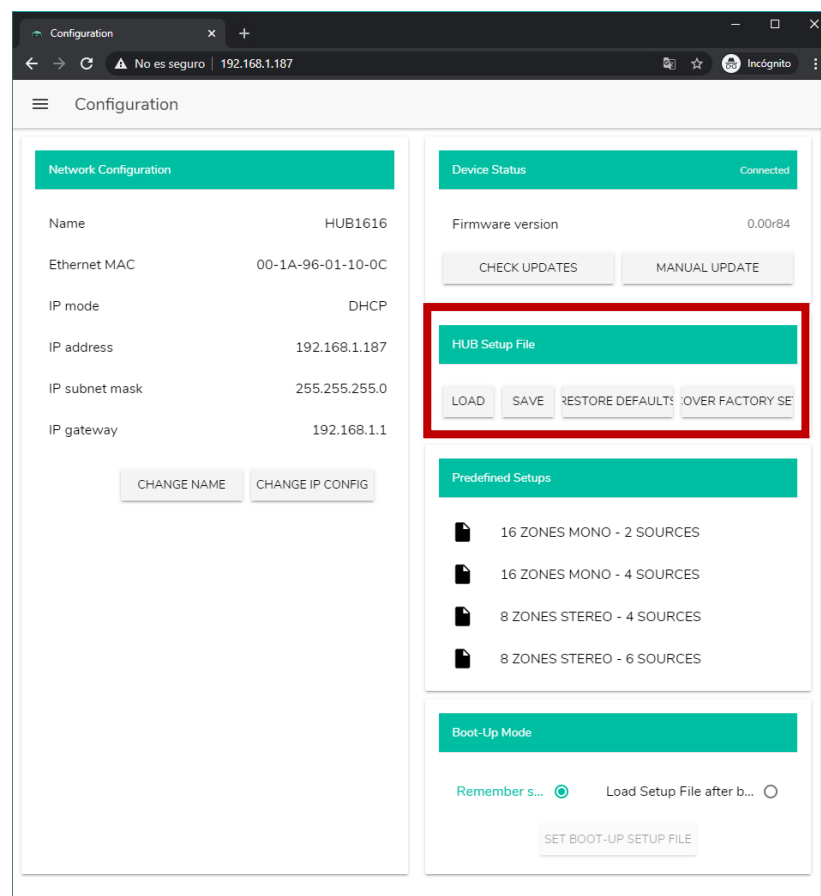 Configuration
No es seguro | 192.168.1.187
Incógnito
Configuration
Network Configuration
Name HUB1616
Ethernet MAC 00-1A-96-01-10-0C
IP mode DHCP
IP address 192.168.1.187
IP subnet mask 255.255.255.0
IP gateway 192.168.1.1
CHANGE NAME CHANGE IP CONFIG
Device Status Connected
Firmware version 0.00r84
CHECK UPDATES MANUAL UPDATE
HUB Setup File
LOAD SAVE RESTORE DEFAULTS COVER FACTORY SE
Predefined Setups
16 ZONES MONO - 2 SOURCES
16 ZONES MONO - 4 SOURCES
8 ZONES STEREO - 4 SOURCES
8 ZONES STEREO - 6 SOURCES
Boot-Up Mode
Remember s... Load Setup File after b...
SET BOOT-UP SETUP FILE